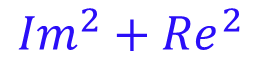 Im² + Re²